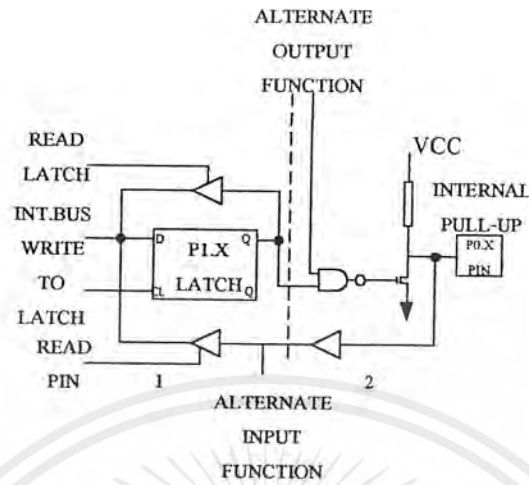 ALTERNATE
OUTPUT
FUNCTION
READ
LATCH
VCC
INTERNAL
PULL-UP
INT.BUS
WRITE
TO
LATCH
D
P1.X
Q
LATCH
CL
Q
P0.X
PIN
READ
PIN
1
2
ALTERNATE
INPUT
FUNCTION